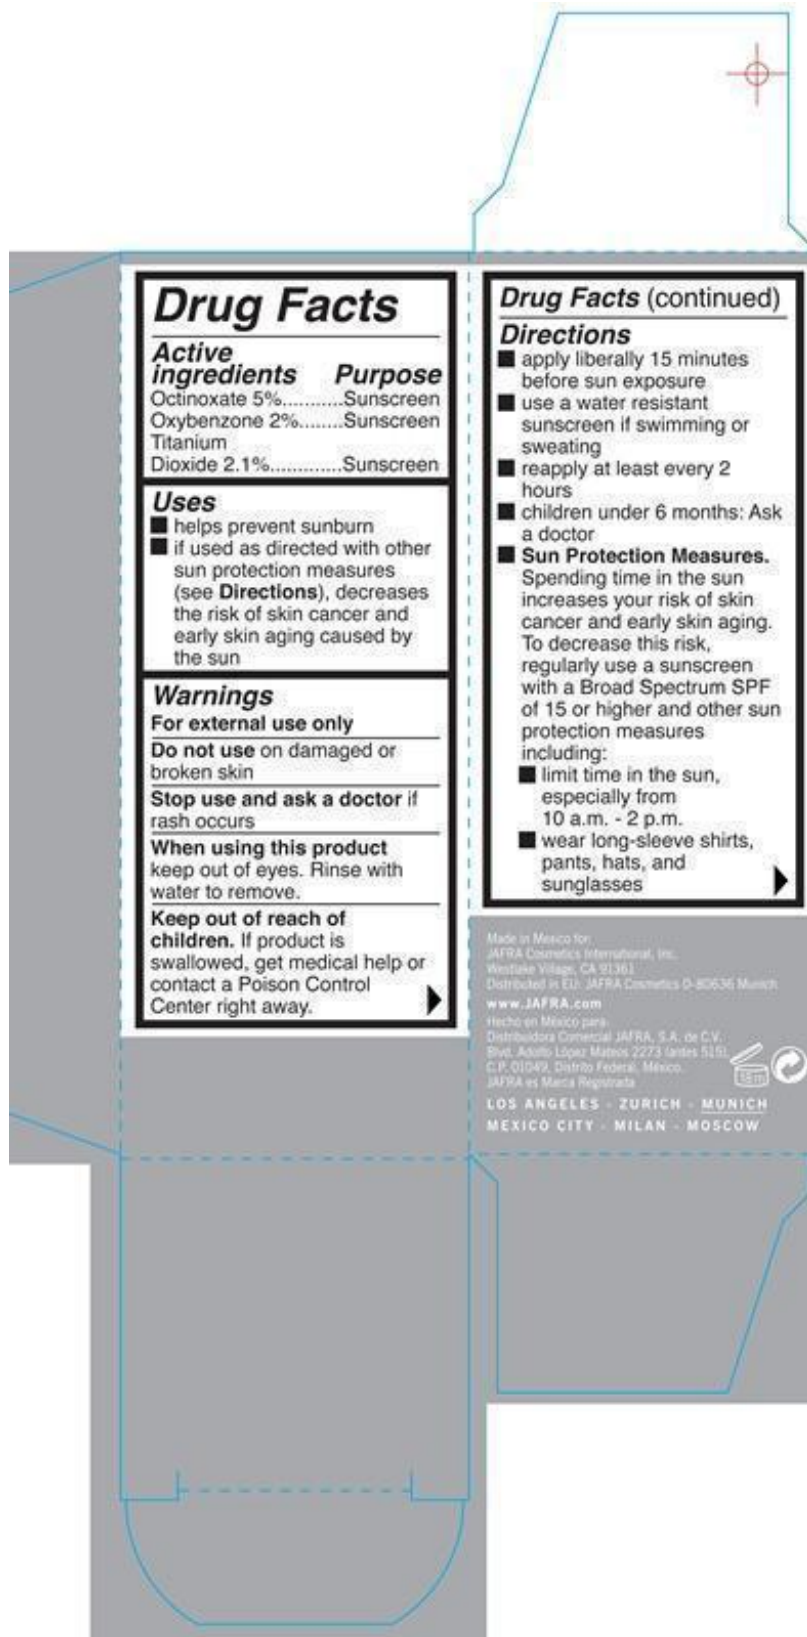 Drug Facts
Active
ingredients Purpose
Octinoxate 5%...........Sunscreen
Oxybenzone 2%........Sunscreen
Titanium
Dioxide 2.1%.............Sunscreen
Uses
■ helps prevent sunburn
■ if used as directed with other
sun protection measures
(see Directions), decreases
the risk of skin cancer and
early skin aging caused by
the sun
Warnings
For external use only
Do not use on damaged or
broken skin
Stop use and ask a doctor if
rash occurs
When using this product
keep out of eyes. Rinse with
water to remove.
Keep out of reach of
children. If product is
swallowed, get medical help or
contact a Poison Control
Center right away.
Drug Facts (continued)
Directions
■ apply liberally 15 minutes
before sun exposure
■ use a water resistant
sunscreen if swimming or
sweating
■ reapply at least every 2
hours
■ children under 6 months: Ask
a doctor
■ Sun Protection Measures.
Spending time in the sun
increases your risk of skin
cancer and early skin aging.
To decrease this risk,
regularly use a sunscreen
with a Broad Spectrum SPF
of 15 or higher and other sun
protection measures
including:
■ limit time in the sun,
especially from
10 a.m. - 2 p.m.
■ wear long-sleeve shirts,
pants, hats, and
sunglasses
Made in Mexico for:
JAFRA Cosmetics International, Inc.
Westlake Village, CA 91361
Distributed in EU: JAFRA Cosmetics D-80636 Munich
www.JAFRA.com
Hecho en México para:
Distribuidora Comercial JAFRA, S.A. de C.V.
Blvd. Adolfo López Mateos 2273 (antes 515),
C.P. 01049, Distrito Federal, México.
JAFRA es Marca Registrada
18m
LOS ANGELES - ZURICH - MUNICH
MEXICO CITY - MILAN - MOSCOW